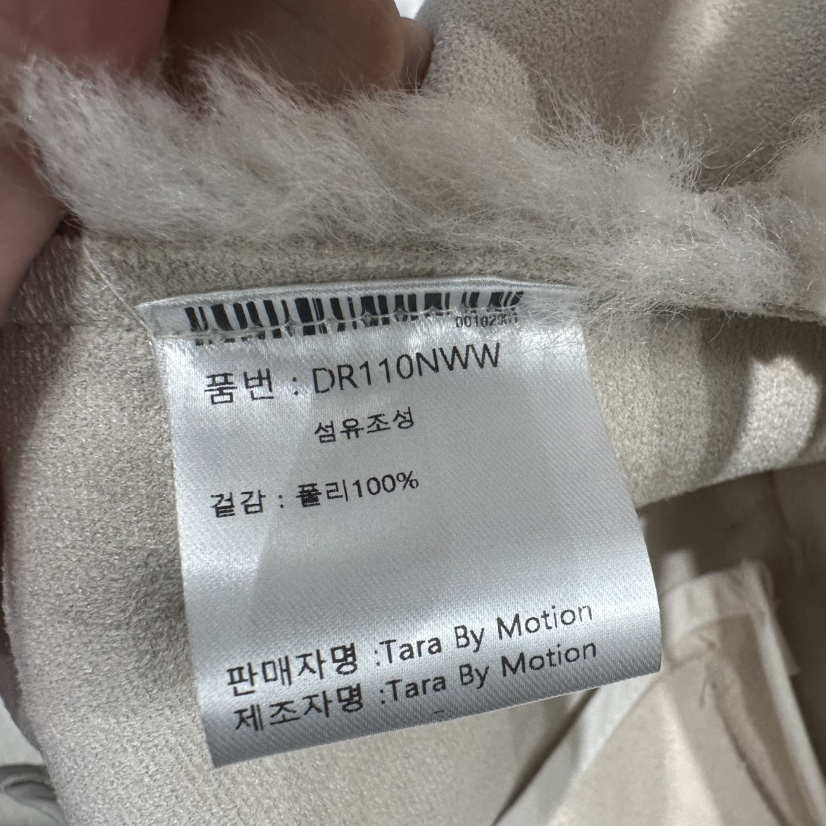 품번 : DR110NWW
섬유조성
겉감 : 폴리100%
판매자명 :Tara By Motion
제조자명 :Tara By Motion